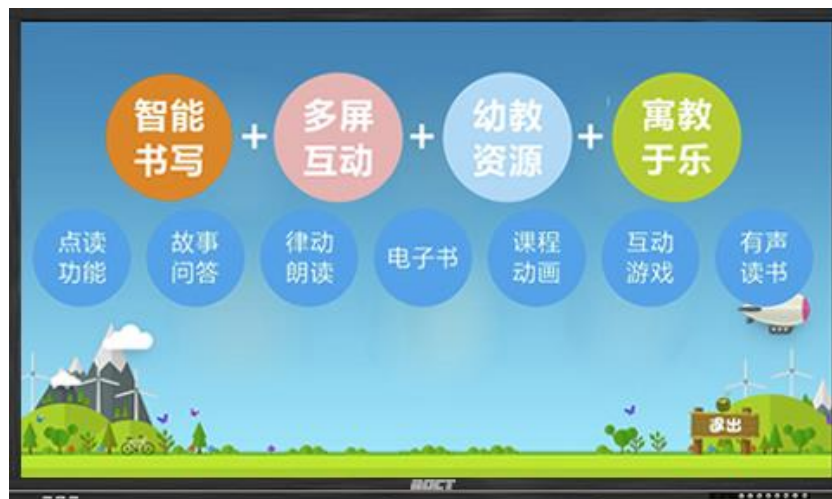 智能
书写
+
多屏
互动
+
幼教
资源
+
寓教
于乐
点读
功能
故事
问答
律动
朗读
电子书
课程
动画
互动
游戏
有声
读书
退出